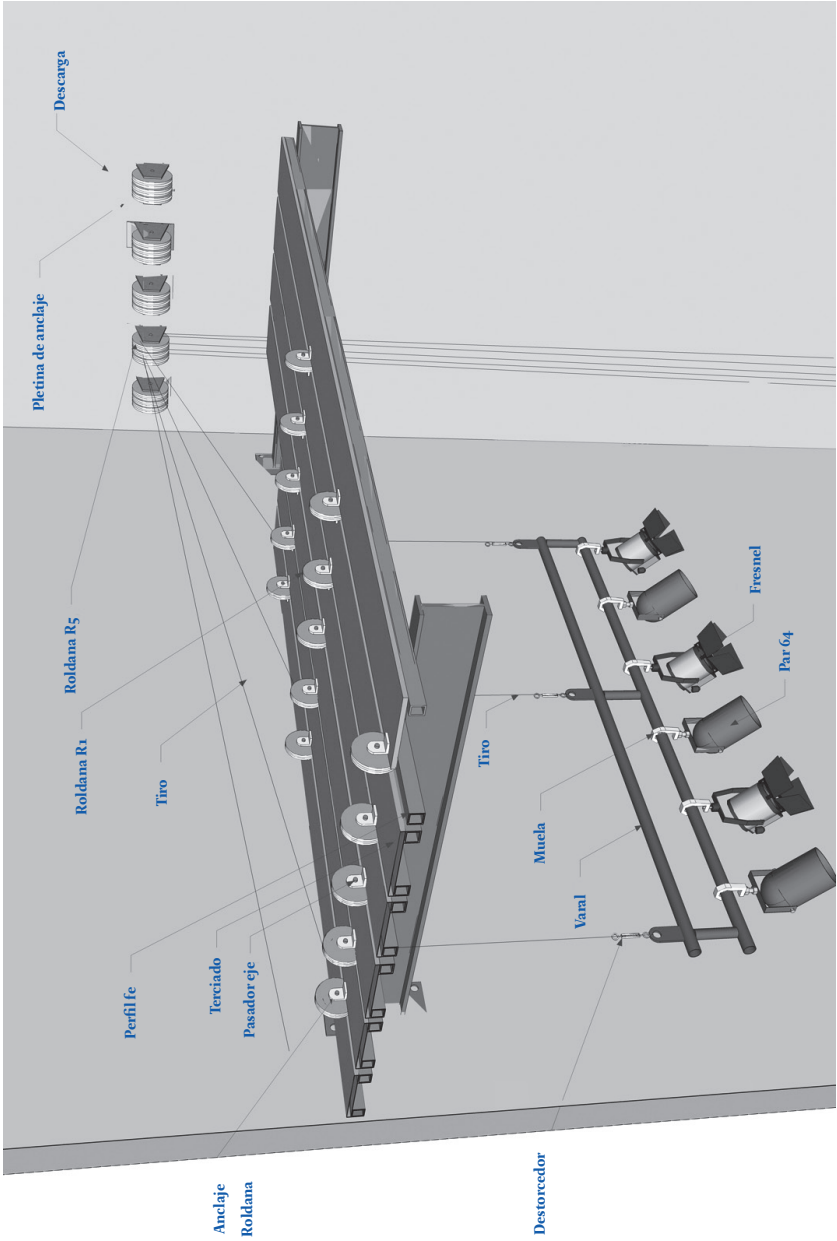 Descarga
Pletina de anclaje
Roldana R5
Roldana R1
Tiro
Perfil fe
Terciado
Pasador eje
Anclaje
Roldana
Tiro
Muela
Varal
Fresnel
Par 64
Destorcedor